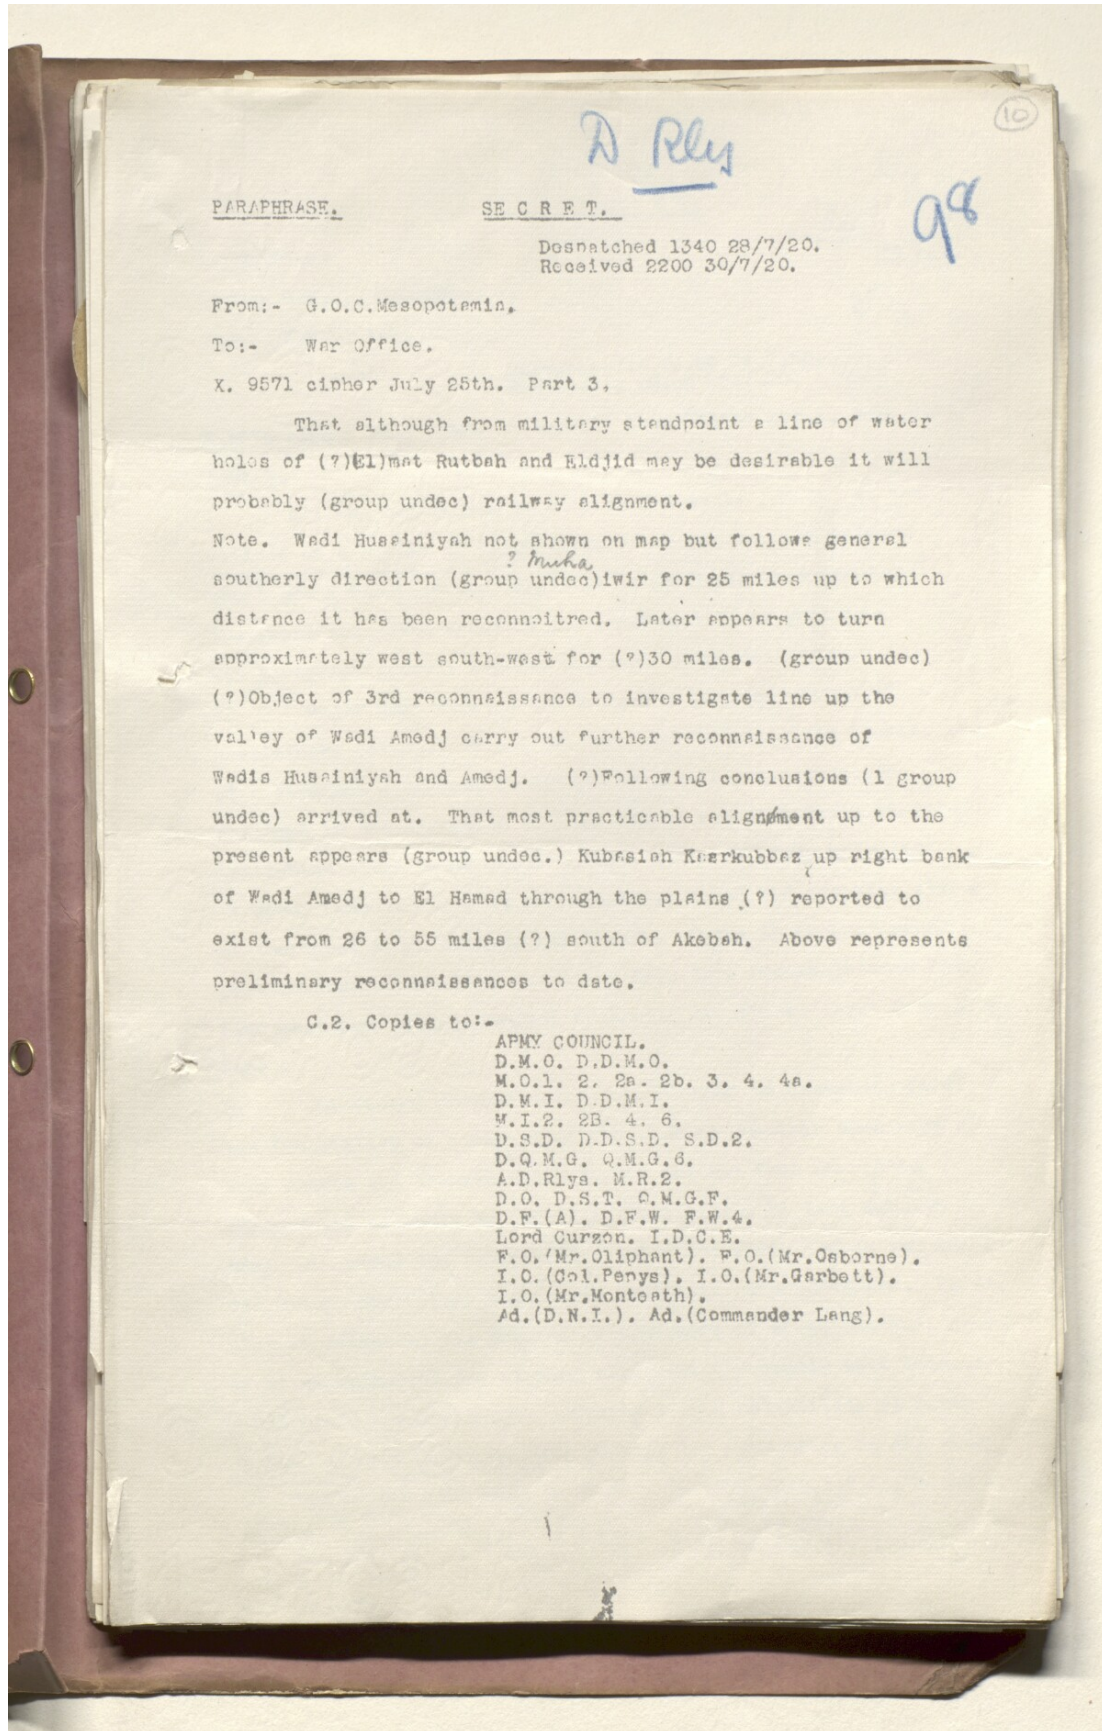 10
D Rlys
98
PARAPHRASE. SECRET.
Despatched 1340 28/7/20.
Received 2200 30/7/20.
From:- G.O.C.Mesopotamia.
To:- War Office.
X. 9571 cipher July 25th. Part 3.
That although from military standpoint a line of water
holes of (?)(El)mat Rutbah and Eldjid may be desirable it will
probably (group undec) railway alignment.
Note. Wadi Husainiyah not shown on map but follows general
? Muha
southerly direction (group undec)iwir for 25 miles up to which
distance it has been reconnoitred. Later appears to turn
approximately west south-west for (?)30 miles. (group undec)
(?)Object of 3rd reconnaissance to investigate line up the
valley of Wadi Amedj carry out further reconnaissance of
Wadis Husainiyah and Amedj. (?)Following conclusions (1 group
undec) arrived at. That most practicable alignment up to the
present appears (group undec.) Kubasiah Kasrkubbaz up right bank
of Wadi Amedj to El Hamad through the plains (?) reported to
exist from 26 to 55 miles (?) south of Akebah. Above represents
preliminary reconnaissances to date.
C.2. Copies to:-
ARMY COUNCIL.
D.M.O. D.D.M.O.
M.O.1. 2. 2a. 2b. 3. 4. 4a.
D.M.I. D.D.M.I.
M.I.2. 2B. 4. 6.
D.S.D. D.D.S.D. S.D.2.
D.Q.M.G. Q.M.G.6.
A.D.Rlys. M.R.2.
D.O. D.S.T. Q.M.G.F.
D.F.(A). D.F.W. F.W.4.
Lord Curzon. I.D.C.E.
F.O.(Mr.Oliphant). F.O.(Mr.Osborne).
I.O.(Col.Penys). I.O.(Mr.Garbett).
I.O.(Mr.Monteath).
Ad.(D.N.I.). Ad.(Commander Lang).